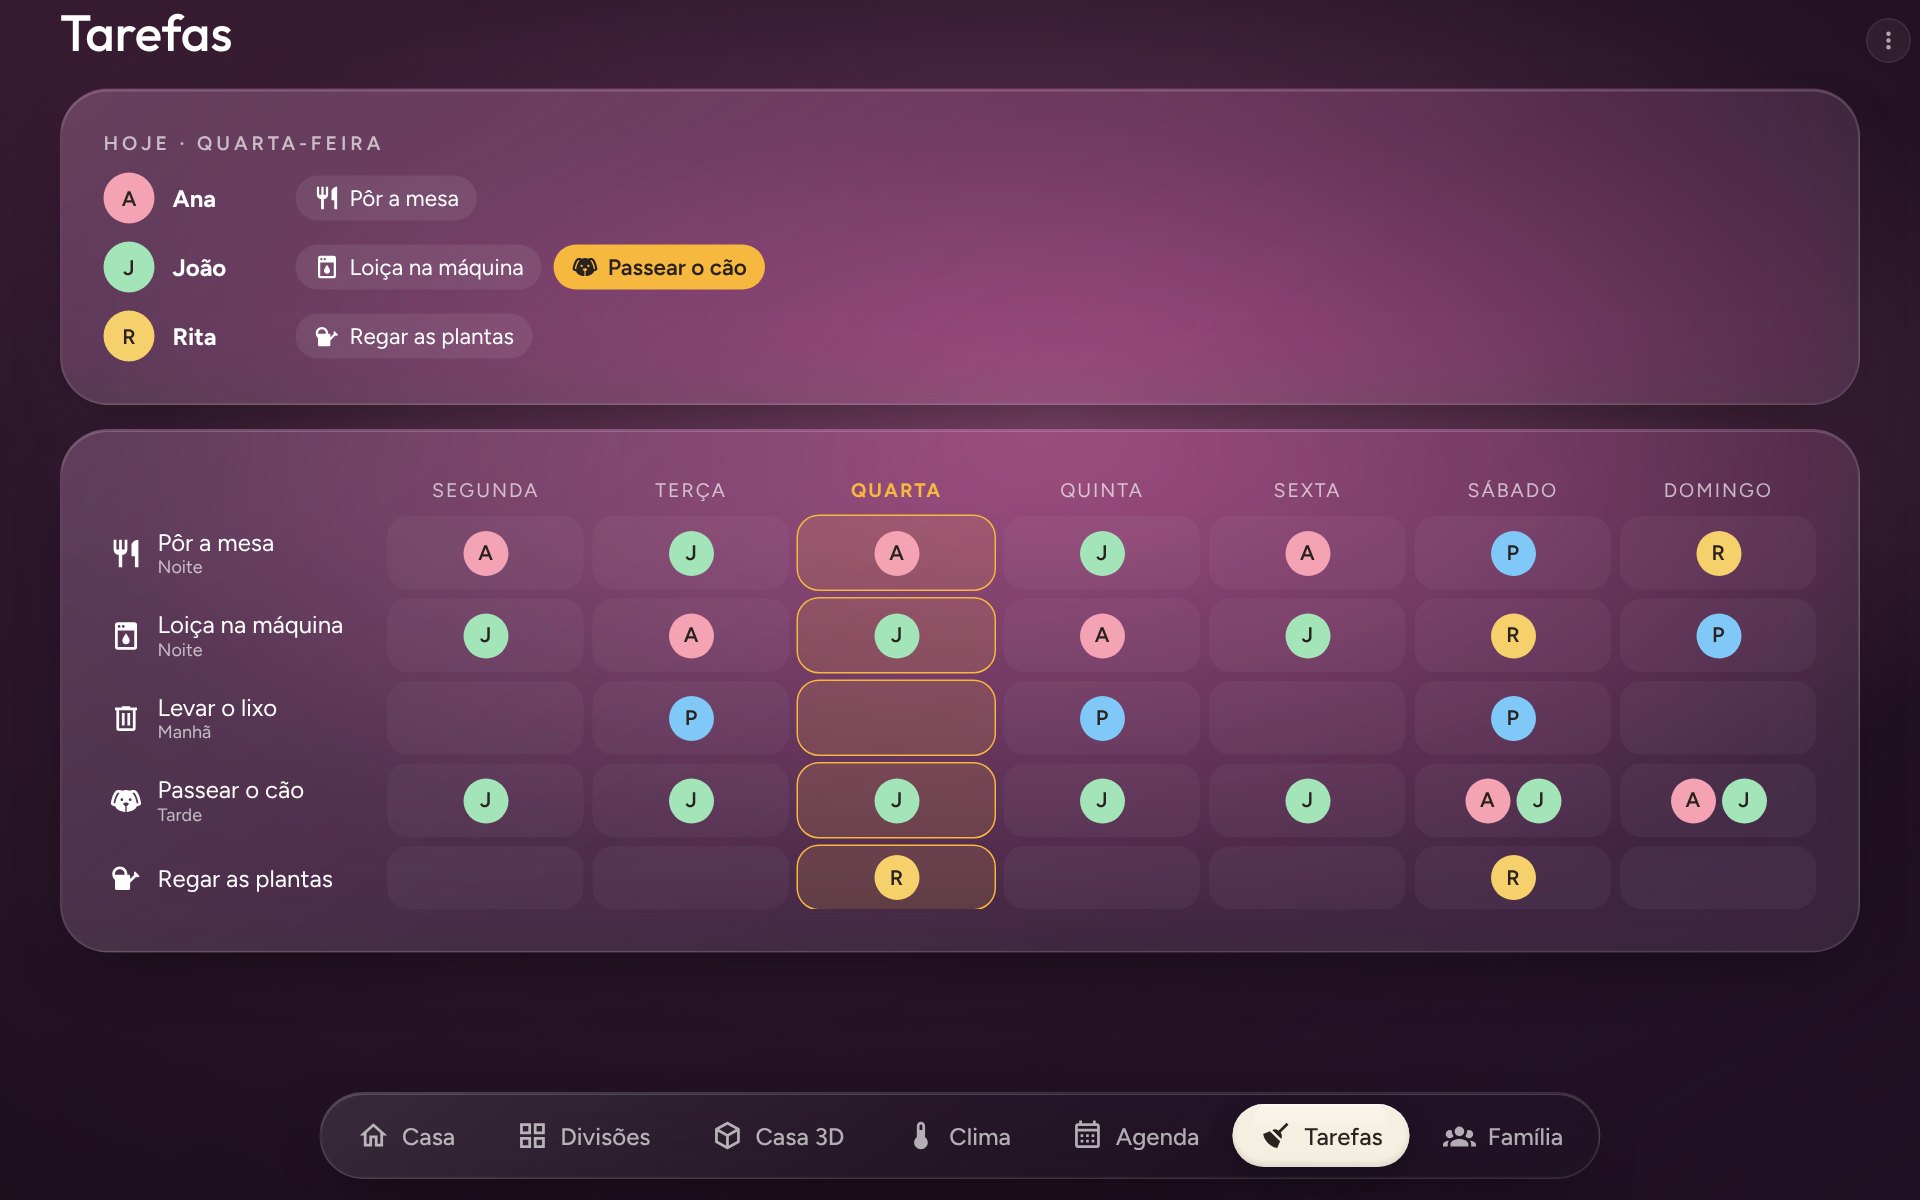 Tarefas
HOJE · QUARTA-FEIRA
A Ana Pôr a mesa
J João Loiça na máquina Passear o cão
R Rita Regar as plantas
SEGUNDA TERÇA QUARTA QUINTA SEXTA SÁBADO DOMINGO
Pôr a mesa A J A J A P R
Noite
Loiça na máquina J A J A J R P
Noite
Levar o lixo P P P
Manhã
Passear o cão J J J J J A J A J
Tarde
Regar as plantas R R
Casa Divisões Casa 3D Clima Agenda Tarefas Família